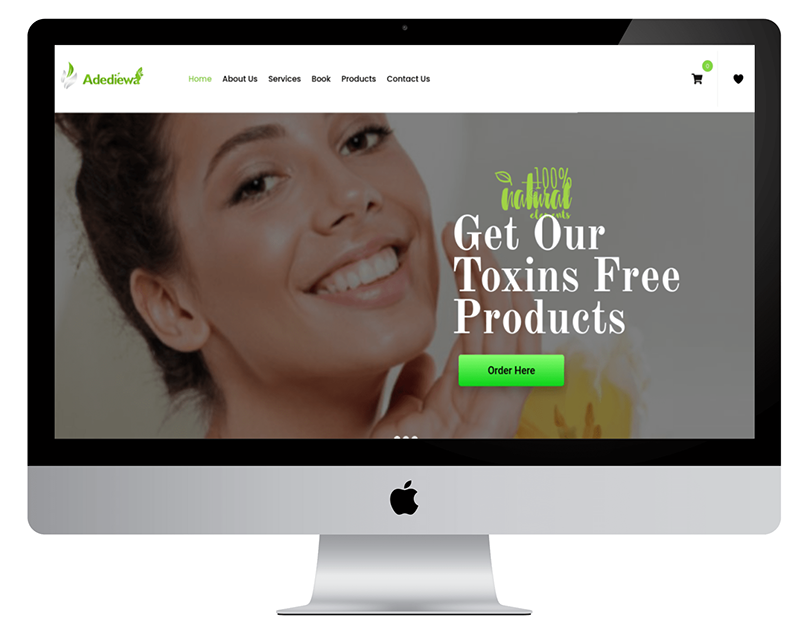 Adediewa
Home About Us Services Book Products Contact Us
0
100%
natural
elements
Get Our
Toxins Free
Products
Order Here